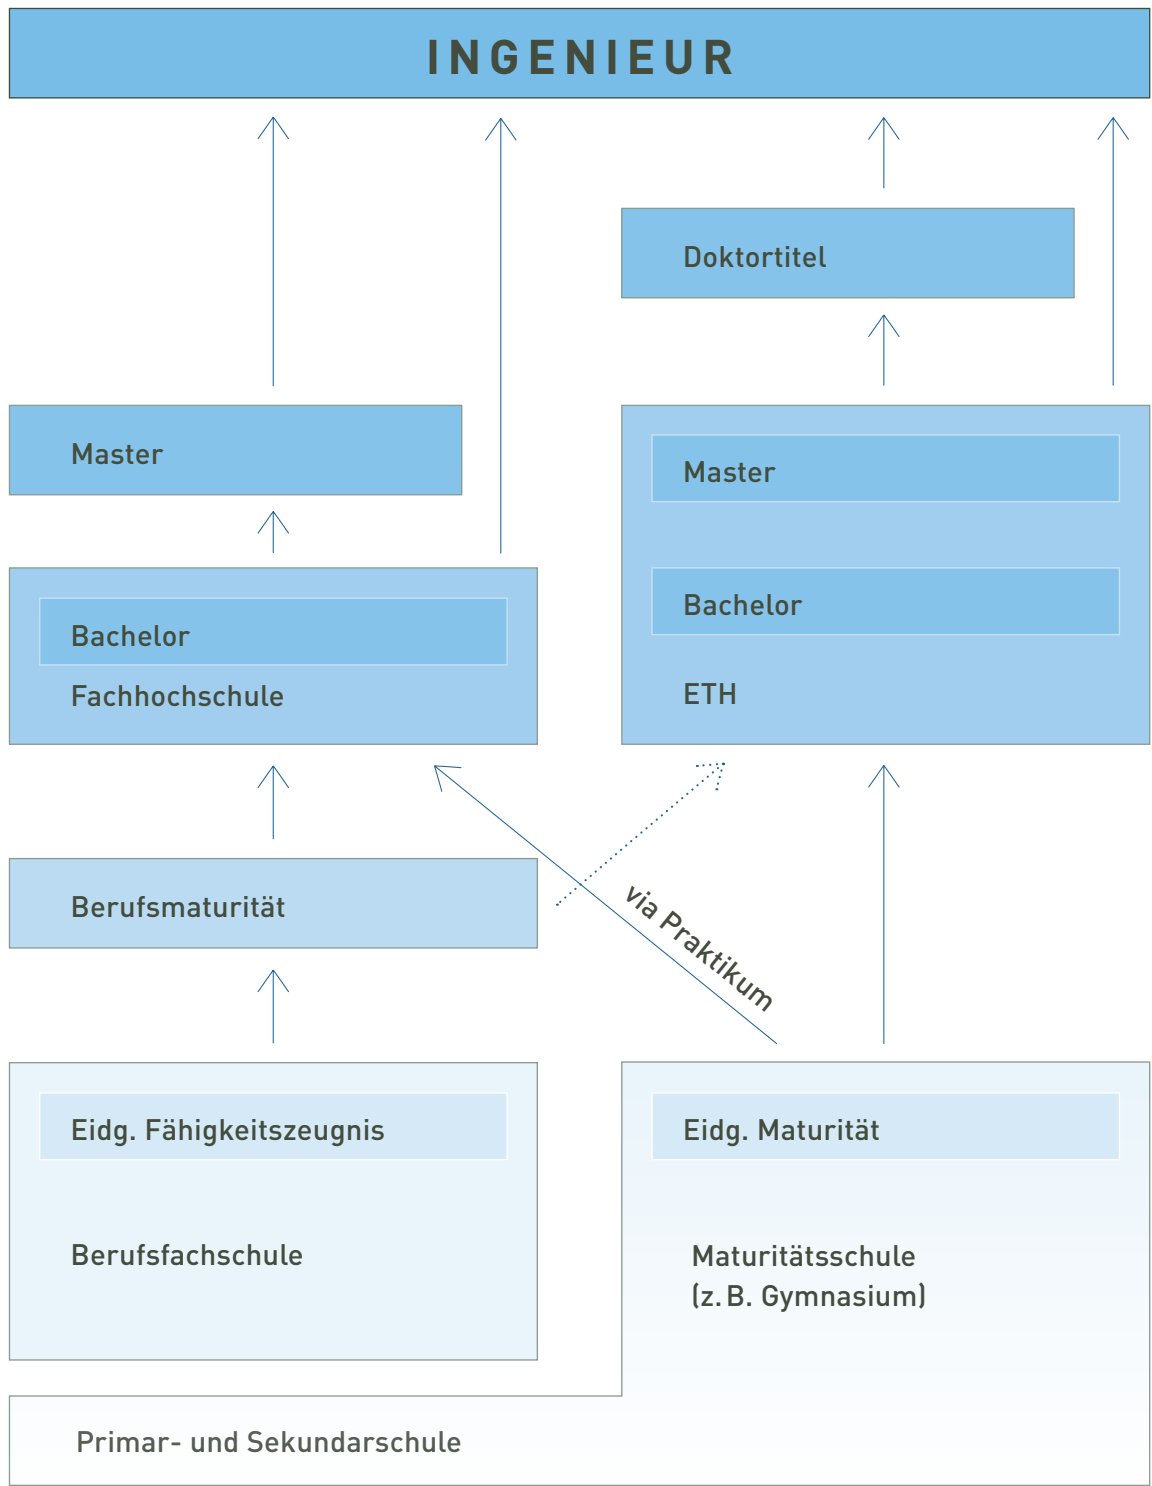 INGENIEUR
Doktortitel
Master
Master
Bachelor
Bachelor
Fachhochschule
ETH
Berufsmaturität
via Praktikum
Eidg. Fähigkeitszeugnis
Eidg. Maturität
Berufsfachschule
Maturitätsschule
(z. B. Gymnasium)
Primar- und Sekundarschule